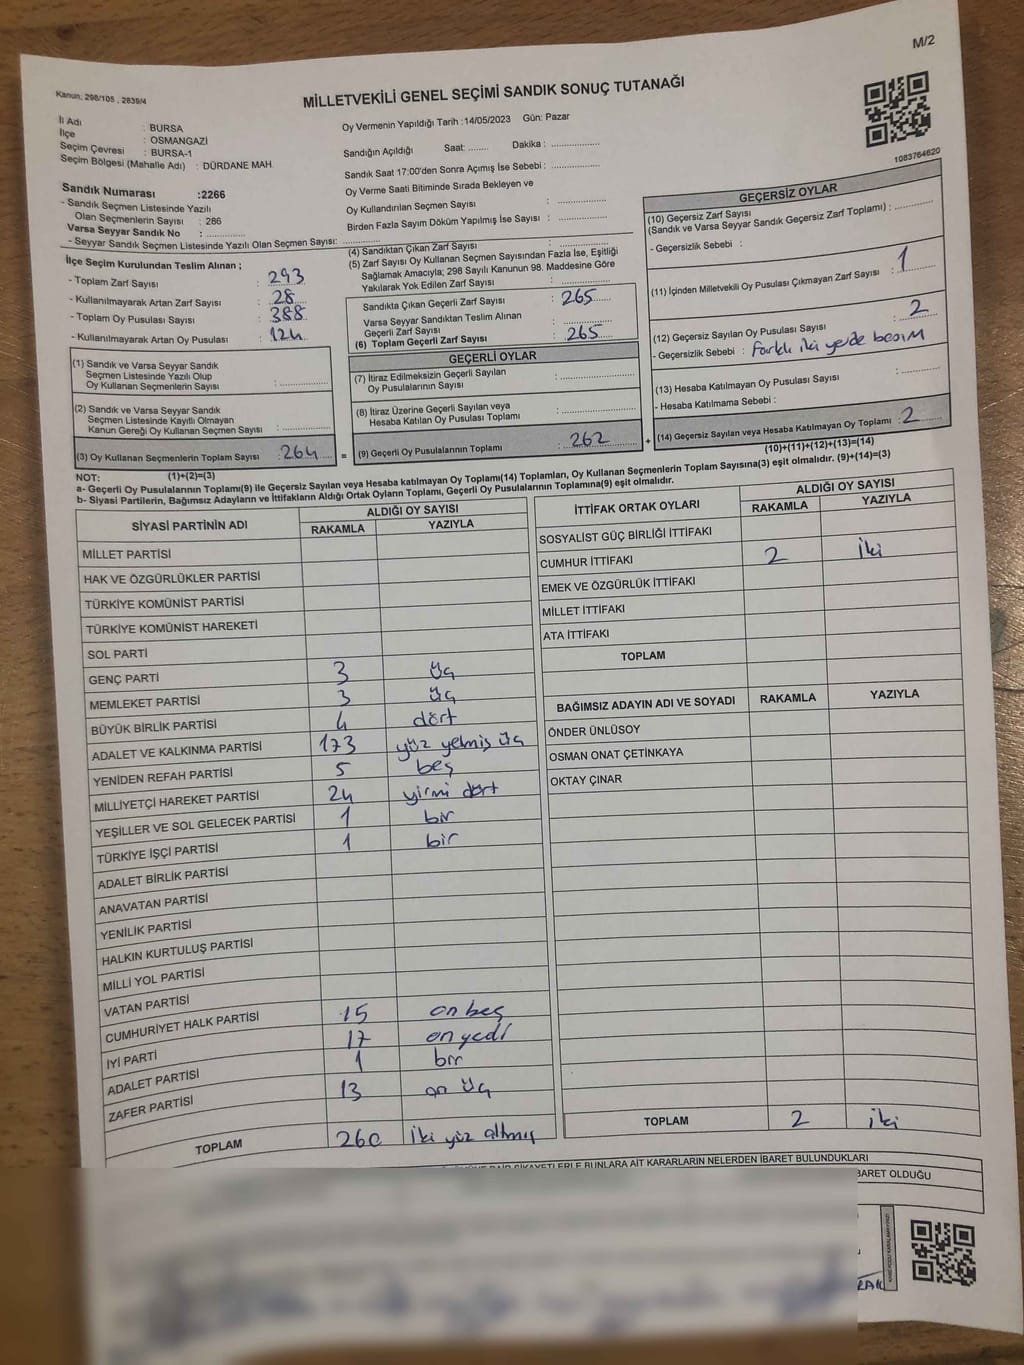 M/2
Kanun, 298/105 , 2839/4
MİLLETVEKİLİ GENEL SEÇİMİ SANDIK SONUÇ TUTANAĞI
1083764620
İl Adı : BURSA
İlçe : OSMANGAZİ
Seçim Çevresi : BURSA-1
Seçim Bölgesi (Mahalle Adı) : DÜRDANE MAH.
Sandık Numarası :2266
- Sandık Seçmen Listesinde Yazılı
Olan Seçmenlerin Sayısı : 286
Varsa Seyyar Sandık No : ............
- Seyyar Sandık Seçmen Listesinde Yazılı Olan Seçmen Sayısı: ............
Oy Vermenin Yapıldığı Tarih :14/05/2023 Gün: Pazar
Sandığın Açıldığı Saat: ........ Dakika : ................
Sandık Saat 17:00'den Sonra Açımış İse Sebebi : ................
Oy Verme Saati Bitiminde Sırada Bekleyen ve
Oy Kullandırılan Seçmen Sayısı : ............
Birden Fazla Sayım Döküm Yapılmış İse Sayısı : ............
İlçe Seçim Kurulundan Teslim Alınan ;
- Toplam Zarf Sayısı : 293
- Kullanılmayarak Artan Zarf Sayısı : 28
- Toplam Oy Pusulası Sayısı : 388
- Kullanılmayarak Artan Oy Pusulası : 124
(1) Sandık ve Varsa Seyyar Sandık
Seçmen Listesinde Yazılı Olup
Oy Kullanan Seçmenlerin Sayısı : ............
(2) Sandık ve Varsa Seyyar Sandık
Seçmen Listesinde Kayıtlı Olmayan
Kanun Gereği Oy Kullanan Seçmen Sayısı : ............
(3) Oy Kullanan Seçmenlerin Toplam Sayısı : 264
(1)+(2)=(3)
(4) Sandıktan Çıkan Zarf Sayısı : ............
(5) Zarf Sayısı Oy Kullanan Seçmen Sayısından Fazla İse, Eşitliği
Sağlamak Amacıyla; 298 Sayılı Kanunun 98. Maddesine Göre
Yakılarak Yok Edilen Zarf Sayısı : ............
Sandıkta Çıkan Geçerli Zarf Sayısı : 265
Varsa Seyyar Sandıktan Teslim Alınan
Geçerli Zarf Sayısı : ............
(6) Toplam Geçerli Zarf Sayısı : 265
GEÇERLİ OYLAR
(7) İtiraz Edilmeksizin Geçerli Sayılan
Oy Pusulalarının Sayısı : ............
(8) İtiraz Üzerine Geçerli Sayılan veya
Hesaba Katılan Oy Pusulası Toplamı : ............
= (9) Geçerli Oy Pusulalarının Toplamı : 262 +
GEÇERSİZ OYLAR
(10) Geçersiz Zarf Sayısı
(Sandık ve Varsa Seyyar Sandık Geçersiz Zarf Toplamı) : ............
- Geçersizlik Sebebi :
(11) İçinden Milletvekili Oy Pusulası Çıkmayan Zarf Sayısı : 1
(12) Geçersiz Sayılan Oy Pusulası Sayısı : 2
- Geçersizlik Sebebi : Farklı iki yerde basım
(13) Hesaba Katılmayan Oy Pusulası Sayısı : ............
- Hesaba Katılmama Sebebi :
(14) Geçersiz Sayılan veya Hesaba Katılmayan Oy Toplamı : 2
(10)+(11)+(12)+(13)=(14)
NOT:
a- Geçerli Oy Pusulalarının Toplamı(9) ile Geçersiz Sayılan veya Hesaba katılmayan Oy Toplamı(14) Toplamları, Oy Kullanan Seçmenlerin Toplam Sayısına(3) eşit olmalıdır. (9)+(14)=(3)
b- Siyasi Partilerin, Bağımsız Adayların ve İttifakların Aldığı Ortak Oyların Toplamı, Geçerli Oy Pusulalarının Toplamına(9) eşit olmalıdır.
SİYASİ PARTİNİN ADI ALDIĞI OY SAYISI
RAKAMLA YAZIYLA
MİLLET PARTİSİ
HAK VE ÖZGÜRLÜKLER PARTİSİ
TÜRKİYE KOMÜNİST PARTİSİ
TÜRKİYE KOMÜNİST HAREKETİ
SOL PARTİ
GENÇ PARTİ 3 üç
MEMLEKET PARTİSİ 3 üç
BÜYÜK BİRLİK PARTİSİ 4 dört
ADALET VE KALKINMA PARTİSİ 173 yüz yetmiş üç
YENİDEN REFAH PARTİSİ 5 beş
MİLLİYETÇİ HAREKET PARTİSİ 24 yirmi dört
YEŞİLLER VE SOL GELECEK PARTİSİ 1 bir
TÜRKİYE İŞÇİ PARTİSİ 1 bir
ADALET BİRLİK PARTİSİ
ANAVATAN PARTİSİ
YENİLİK PARTİSİ
HALKIN KURTULUŞ PARTİSİ
MİLLİ YOL PARTİSİ
VATAN PARTİSİ
CUMHURİYET HALK PARTİSİ 15 on beş
İYİ PARTİ 17 on yedi
ADALET PARTİSİ 1 bir
ZAFER PARTİSİ 13 on üç
TOPLAM 260 iki yüz altmış
İTTİFAK ORTAK OYLARI ALDIĞI OY SAYISI
RAKAMLA YAZIYLA
SOSYALİST GÜÇ BİRLİĞİ İTTİFAKI
CUMHUR İTTİFAKI 2 iki
EMEK VE ÖZGÜRLÜK İTTİFAKI
MİLLET İTTİFAKI
ATA İTTİFAKI
TOPLAM
BAĞIMSIZ ADAYIN ADI VE SOYADI RAKAMLA YAZIYLA
ÖNDER ÜNLÜSOY
OSMAN ONAT ÇETİNKAYA
OKTAY ÇINAR
TOPLAM 2 iki
ŞİKAYETLERLE BUNLARA AİT KARARLARIN NELERDEN İBARET BULUNDUKLARI
BARET OLDUĞU